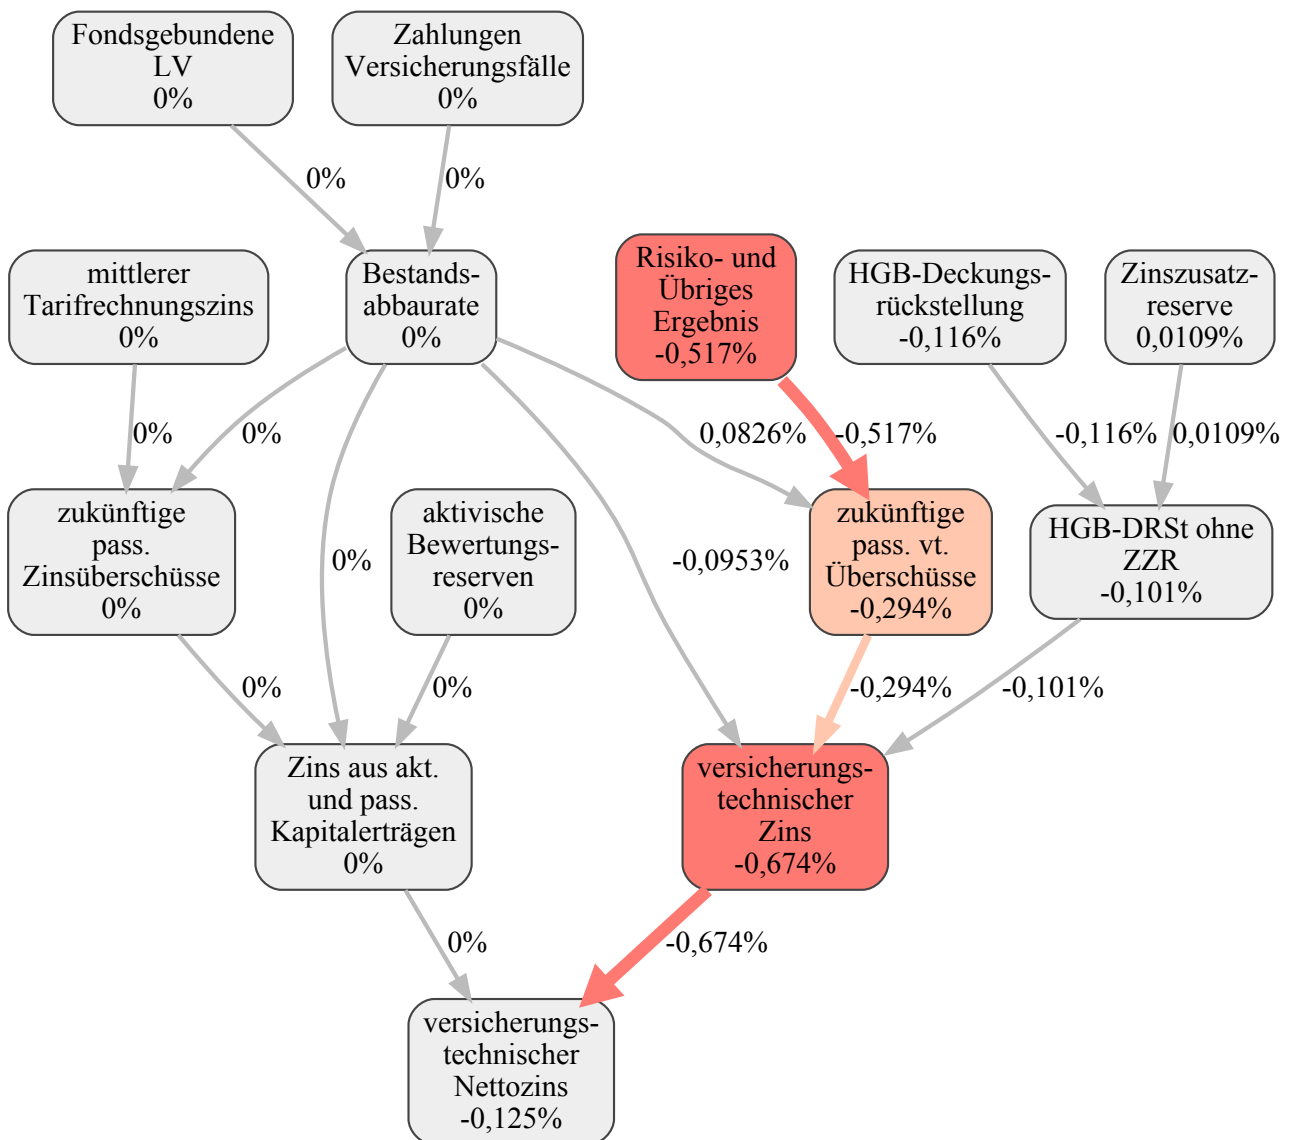 Fondsgebundene
LV
0%
Zahlungen
Versicherungsfälle
0%
0%
0%
mittlerer
Tarifrechnungszins
0%
Bestands-
abbaurate
0%
Risiko- und
Übriges
Ergebnis
-0,517%
HGB-Deckungs-
rückstellung
-0,116%
Zinszusatz-
reserve
0,0109%
0%
0%
0,0826%
-0,517%
-0,116%
0,0109%
zukünftige
pass.
Zinsüberschüsse
0%
0%
aktivische
Bewertungs-
reserven
0%
-0,0953%
zukünftige
pass. vt.
Überschüsse
-0,294%
HGB-DRSt ohne
ZZR
-0,101%
0%
0%
-0,294%
-0,101%
Zins aus akt.
und pass.
Kapitalerträgen
0%
versicherungs-
technischer
Zins
-0,674%
0%
-0,674%
versicherungs-
technischer
Nettozins
-0,125%